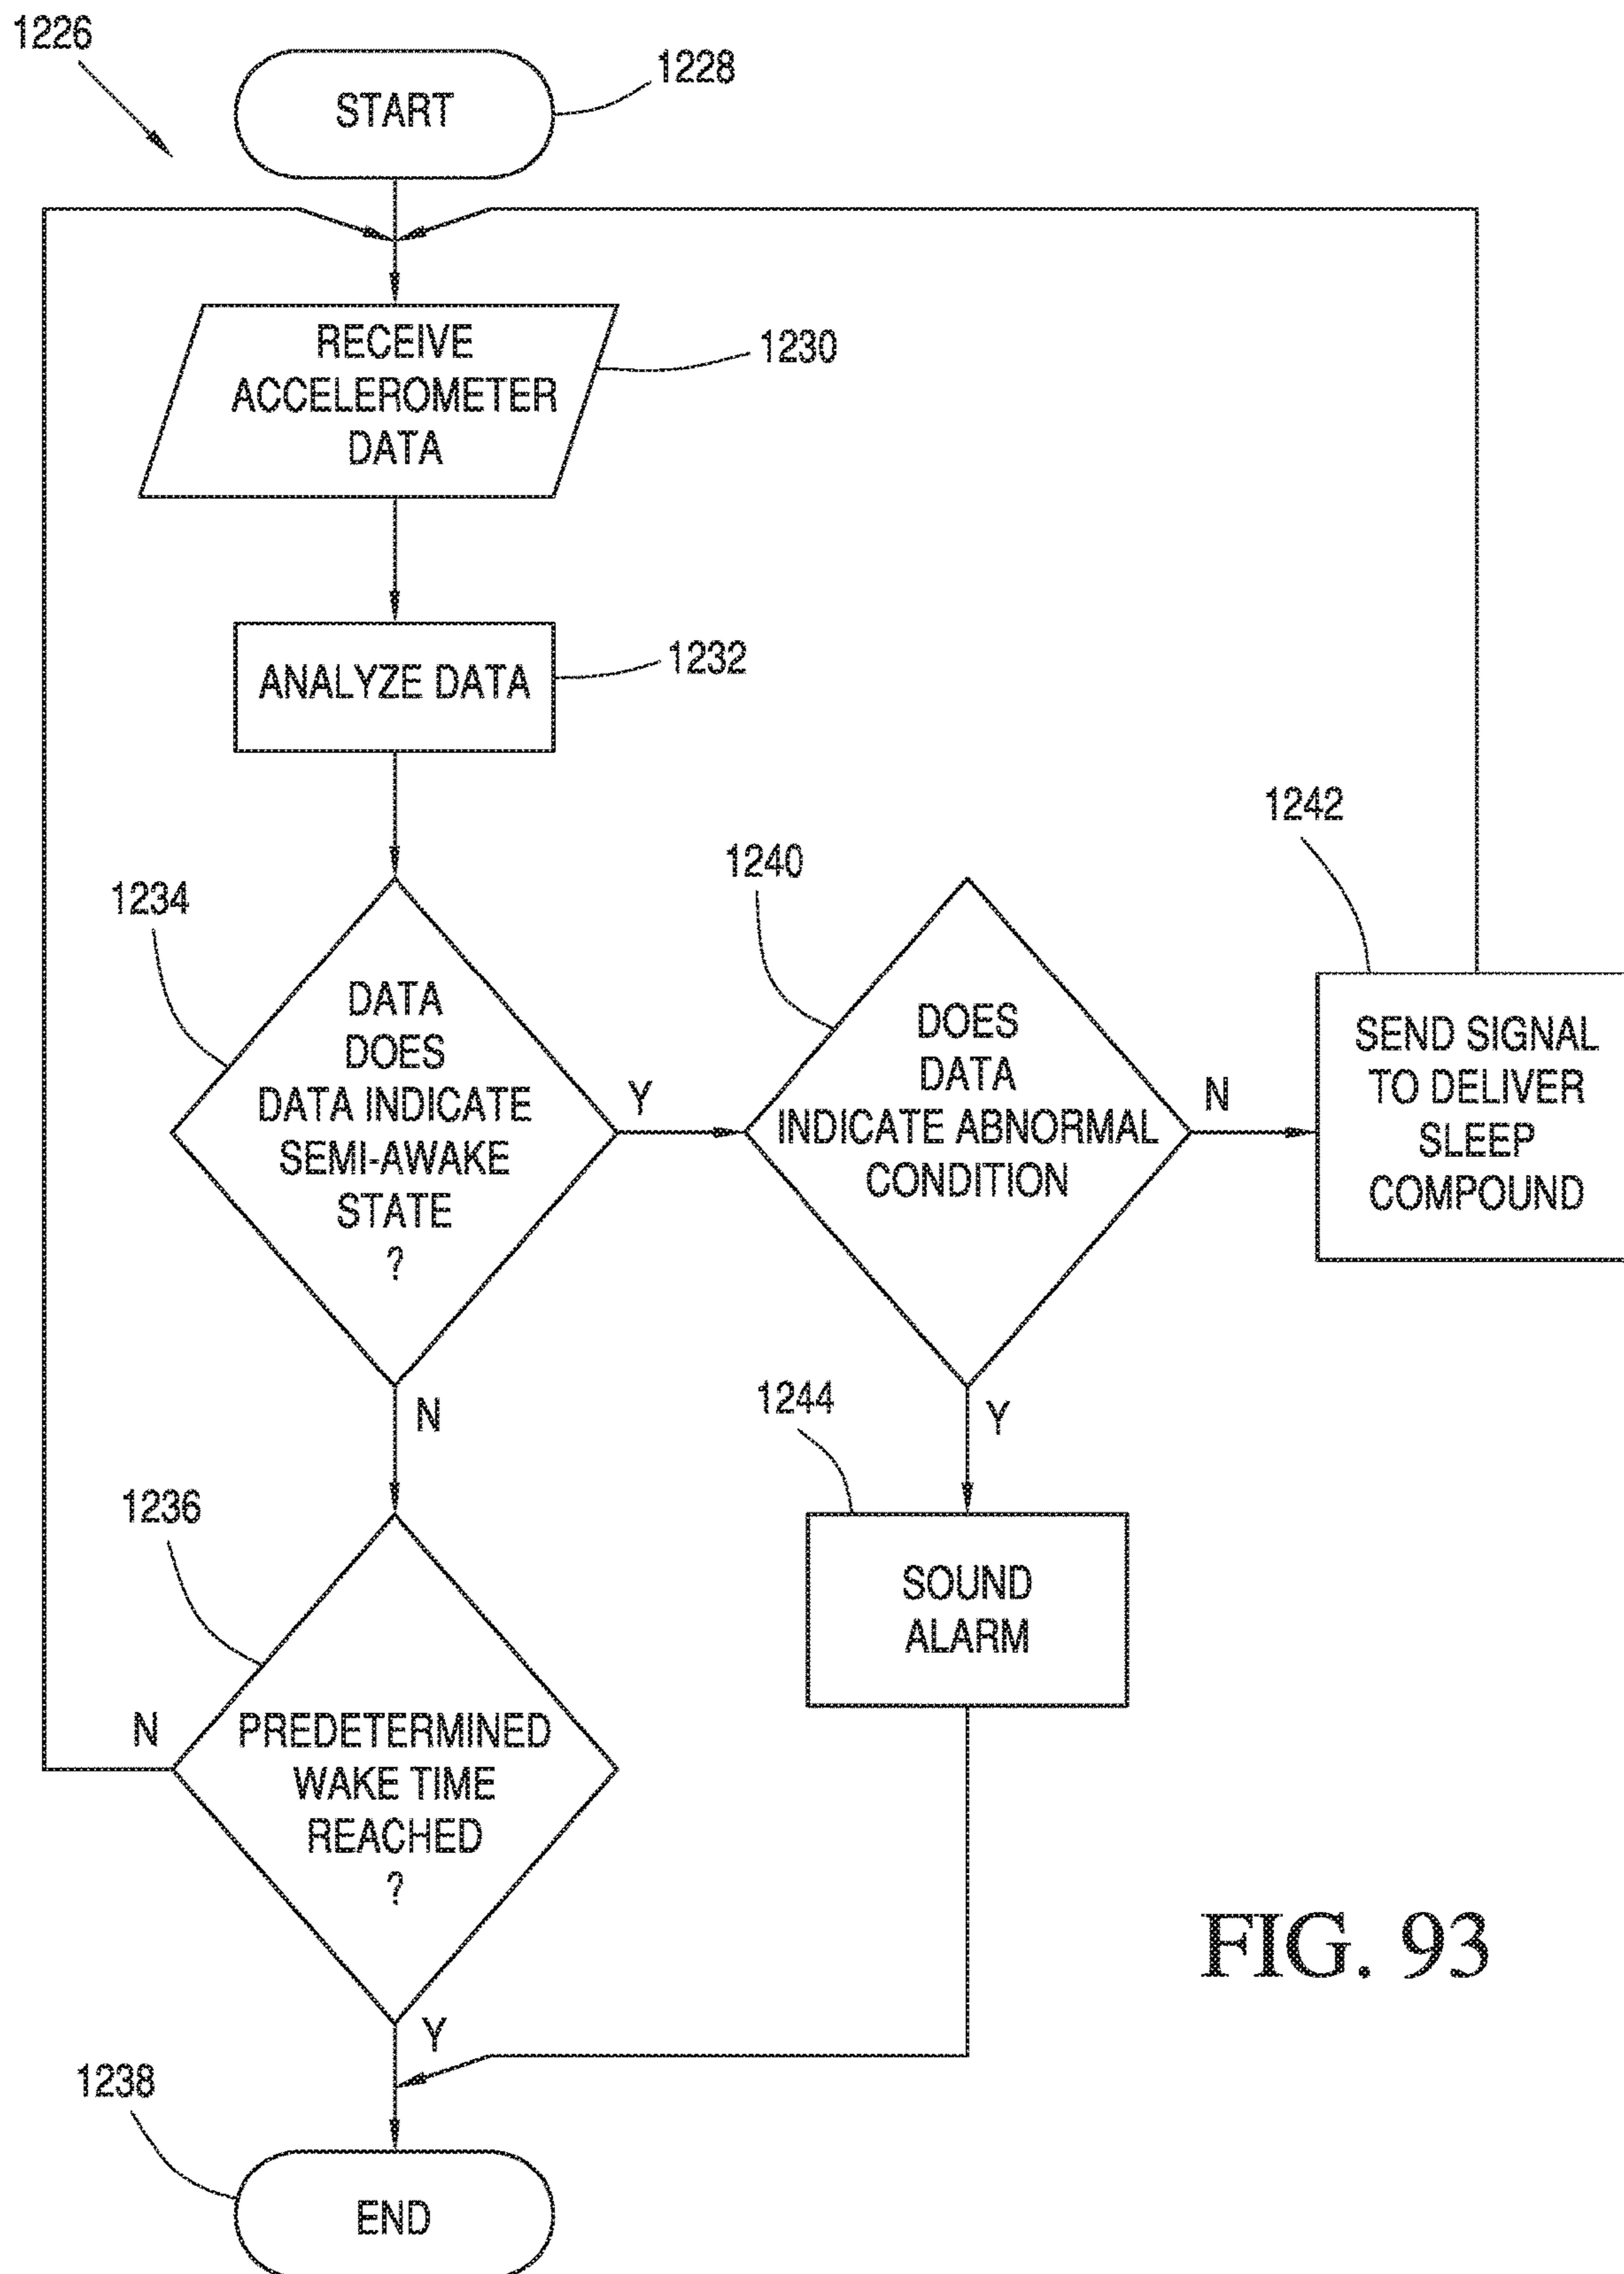 1226
START
1228
RECEIVE
ACCELEROMETER
DATA
1230
ANALYZE DATA
1232
1234
DATA
DOES
DATA INDICATE
SEMI-AWAKE
STATE
?
Y
N
1240
DOES
DATA
INDICATE ABNORMAL
CONDITION
N
Y
1242
SEND SIGNAL
TO DELIVER
SLEEP
COMPOUND
1244
SOUND
ALARM
1236
PREDETERMINED
WAKE TIME
REACHED
?
N
Y
1238
END
FIG. 93